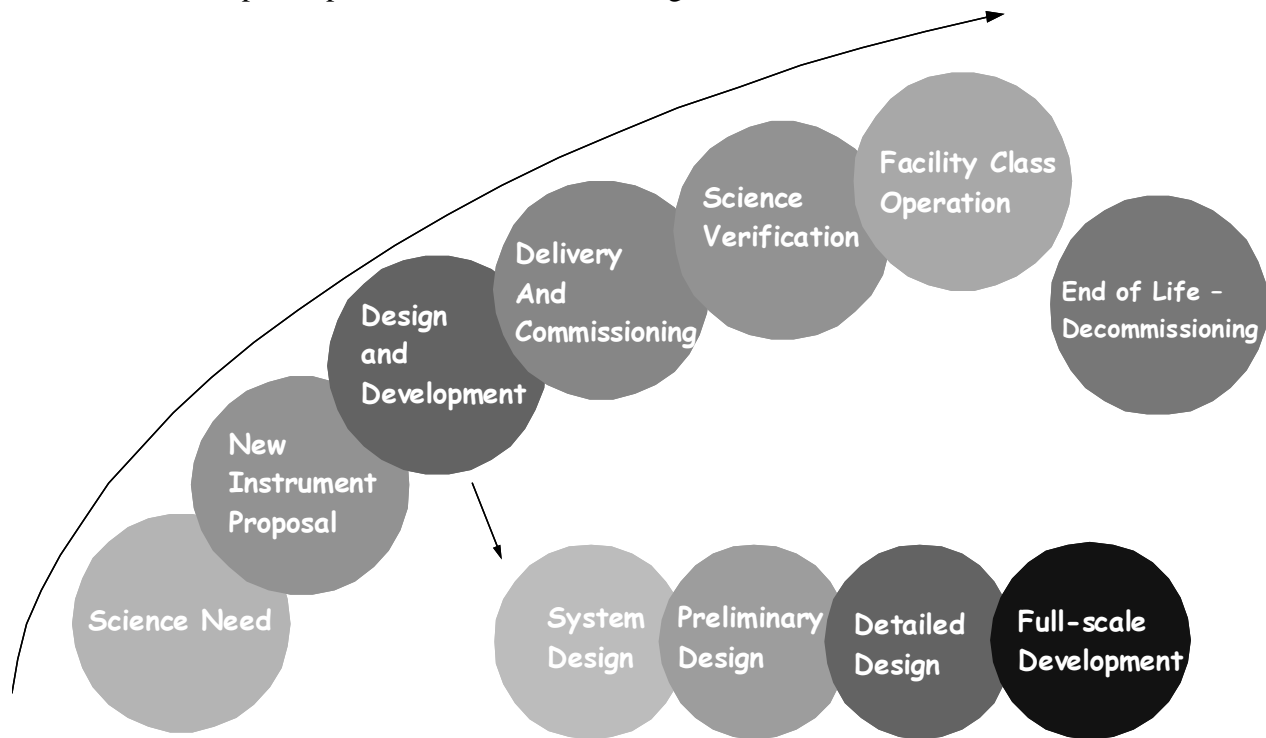 Science Need
New
Instrument
Proposal
Design
and
Development
Delivery
And
Commissioning
Science
Verification
Facility Class
Operation
End of Life -
Decommissioning
System
Design
Preliminary
Design
Detailed
Design
Full-scale
Development